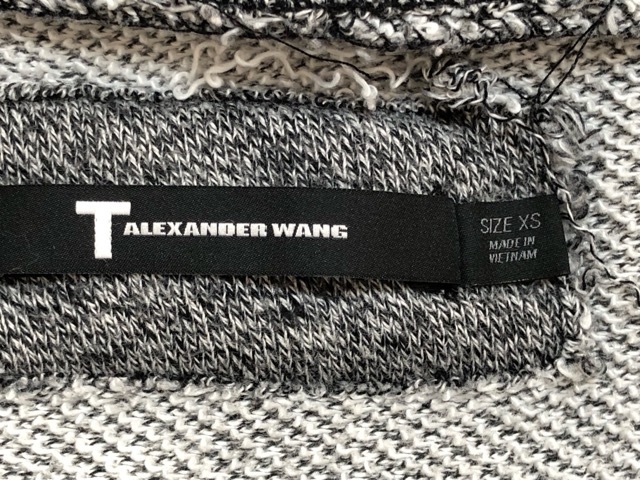 T ALEXANDER WANG
SIZE XS
MADE IN
VIETNAM